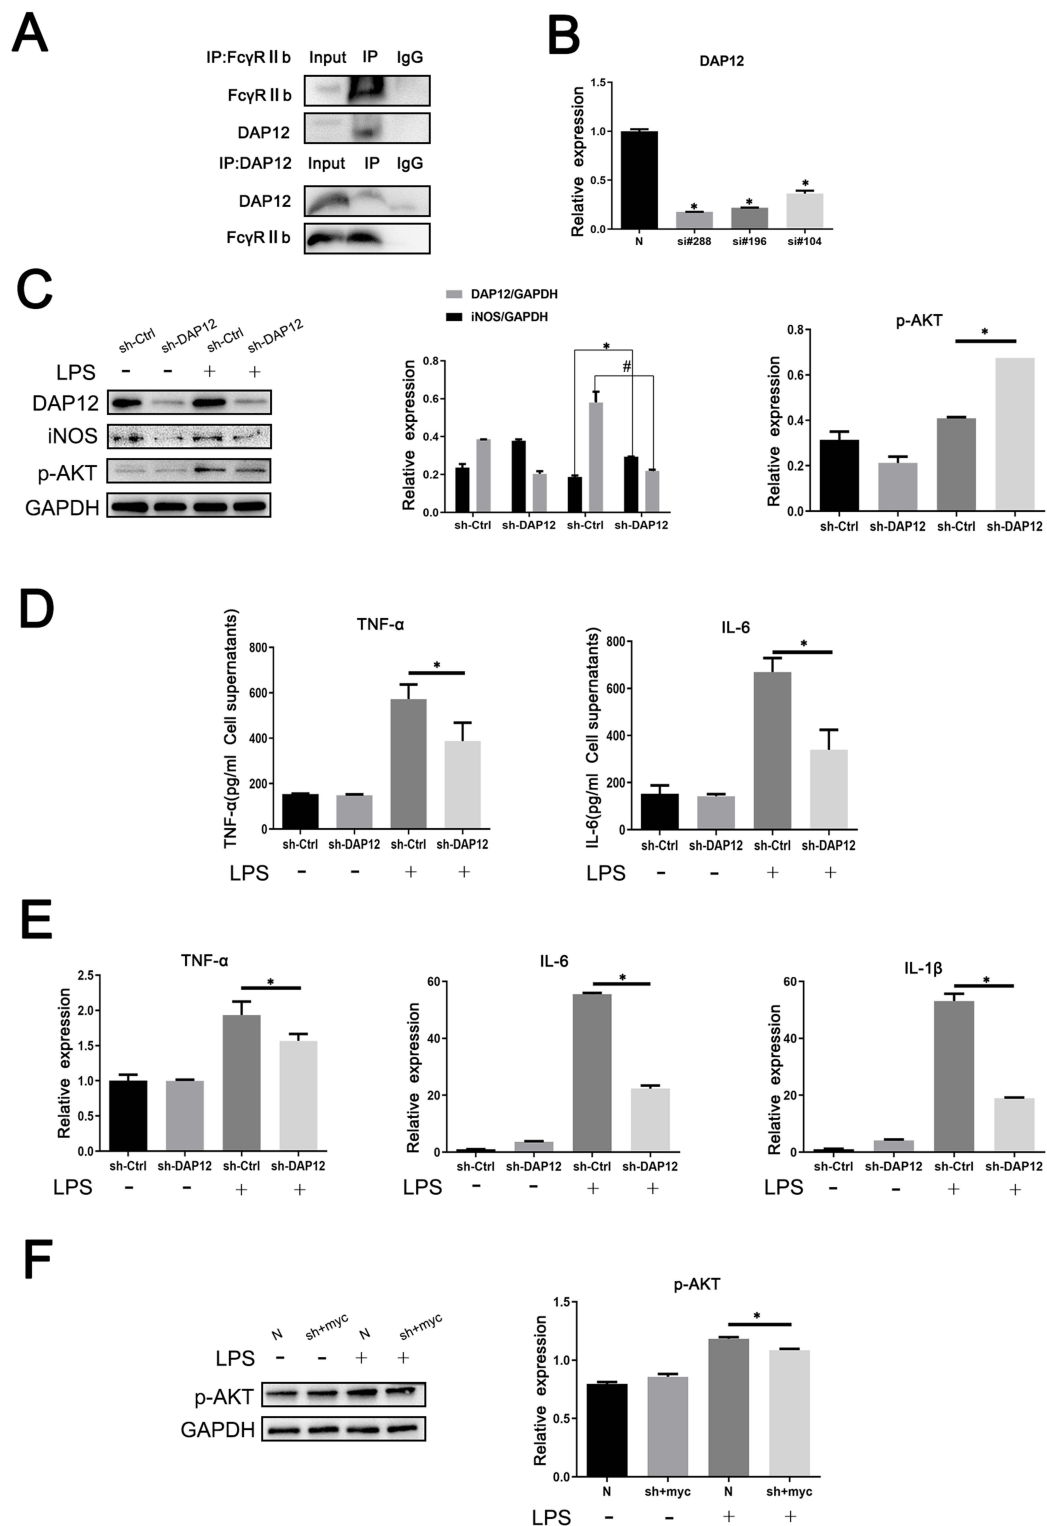 A
IP:FcγRⅡb Input IP IgG
FcγRⅡb
DAP12
IP:DAP12 Input IP IgG
DAP12
FcγRⅡb
B
DAP12
Relative expression
1.5
1.0
0.5
0.0
* * *
N si#288 si#196 si#104
C
sh-Ctrl sh-DAP12 sh-Ctrl sh-DAP12
LPS - - + +
DAP12
iNOS
p-AKT
GAPDH
DAP12/GAPDH
iNOS/GAPDH
Relative expression
0.8
0.6
0.4
0.2
0.0
*
#
sh-Ctrl sh-DAP12 sh-Ctrl sh-DAP12
p-AKT
Relative expression
0.8
0.6
0.4
0.2
0.0
*
sh-Ctrl sh-DAP12 sh-Ctrl sh-DAP12
D
TNF-α
TNF-α(pg/ml Cell supernatants)
800
600
400
200
0
*
sh-Ctrl sh-DAP12 sh-Ctrl sh-DAP12
LPS - - + +
IL-6
IL-6(pg/ml Cell supernatants)
800
600
400
200
0
*
sh-Ctrl sh-DAP12 sh-Ctrl sh-DAP12
LPS - - + +
E
TNF-α
Relative expression
2.5
2.0
1.5
1.0
0.5
0.0
*
sh-Ctrl sh-DAP12 sh-Ctrl sh-DAP12
LPS - - + +
IL-6
Relative expression
60
40
20
0
*
sh-Ctrl sh-DAP12 sh-Ctrl sh-DAP12
LPS - - + +
IL-1β
Relative expression
60
40
20
0
*
sh-Ctrl sh-DAP12 sh-Ctrl sh-DAP12
LPS - - + +
F
N sh+myc N sh+myc
LPS - - + +
p-AKT
GAPDH
p-AKT
Relative expression
1.5
1.0
0.5
0.0
*
N sh+myc N sh+myc
LPS - - + +